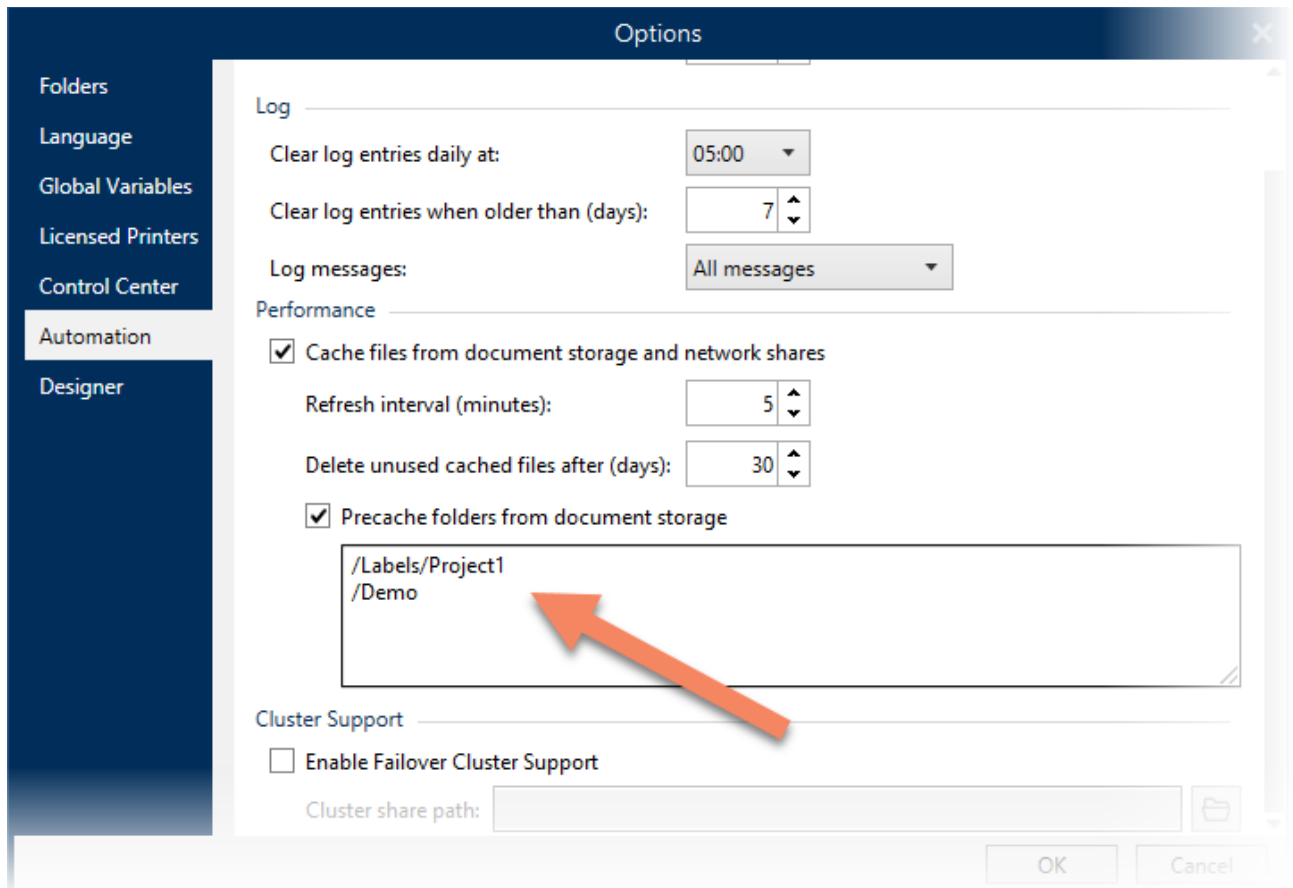 Options
Folders
Language
Global Variables
Licensed Printers
Control Center
Automation
Designer
Log
Clear log entries daily at: 05:00
Clear log entries when older than (days): 7
Log messages: All messages
Performance
Cache files from document storage and network shares
Refresh interval (minutes): 5
Delete unused cached files after (days): 30
Precache folders from document storage
/Labels/Project1
/Demo
Cluster Support
Enable Failover Cluster Support
Cluster share path:
OK Cancel